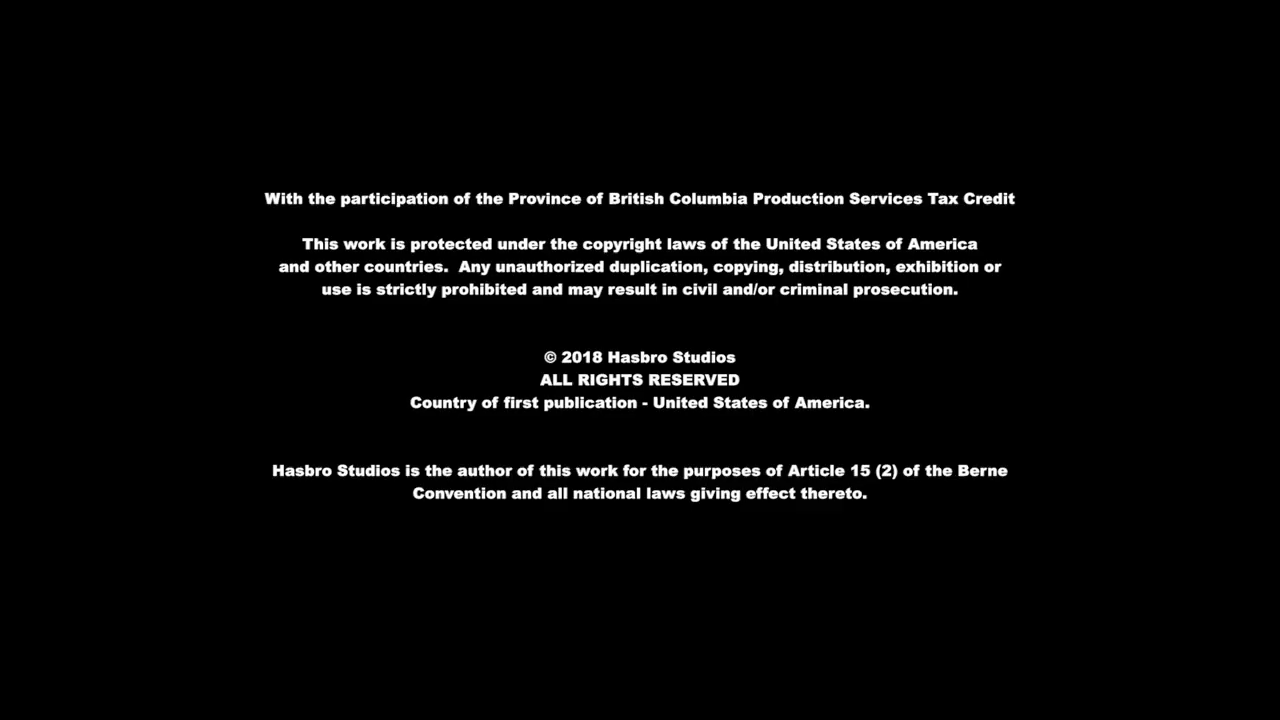 With the participation of the Province of British Columbia Production Services Tax Credit
This work is protected under the copyright laws of the United States of America
and other countries.  Any unauthorized duplication, copying, distribution, exhibition or
use is strictly prohibited and may result in civil and/or criminal prosecution.
© 2018 Hasbro Studios
ALL RIGHTS RESERVED
Country of first publication - United States of America.
Hasbro Studios is the author of this work for the purposes of Article 15 (2) of the Berne
Convention and all national laws giving effect thereto.